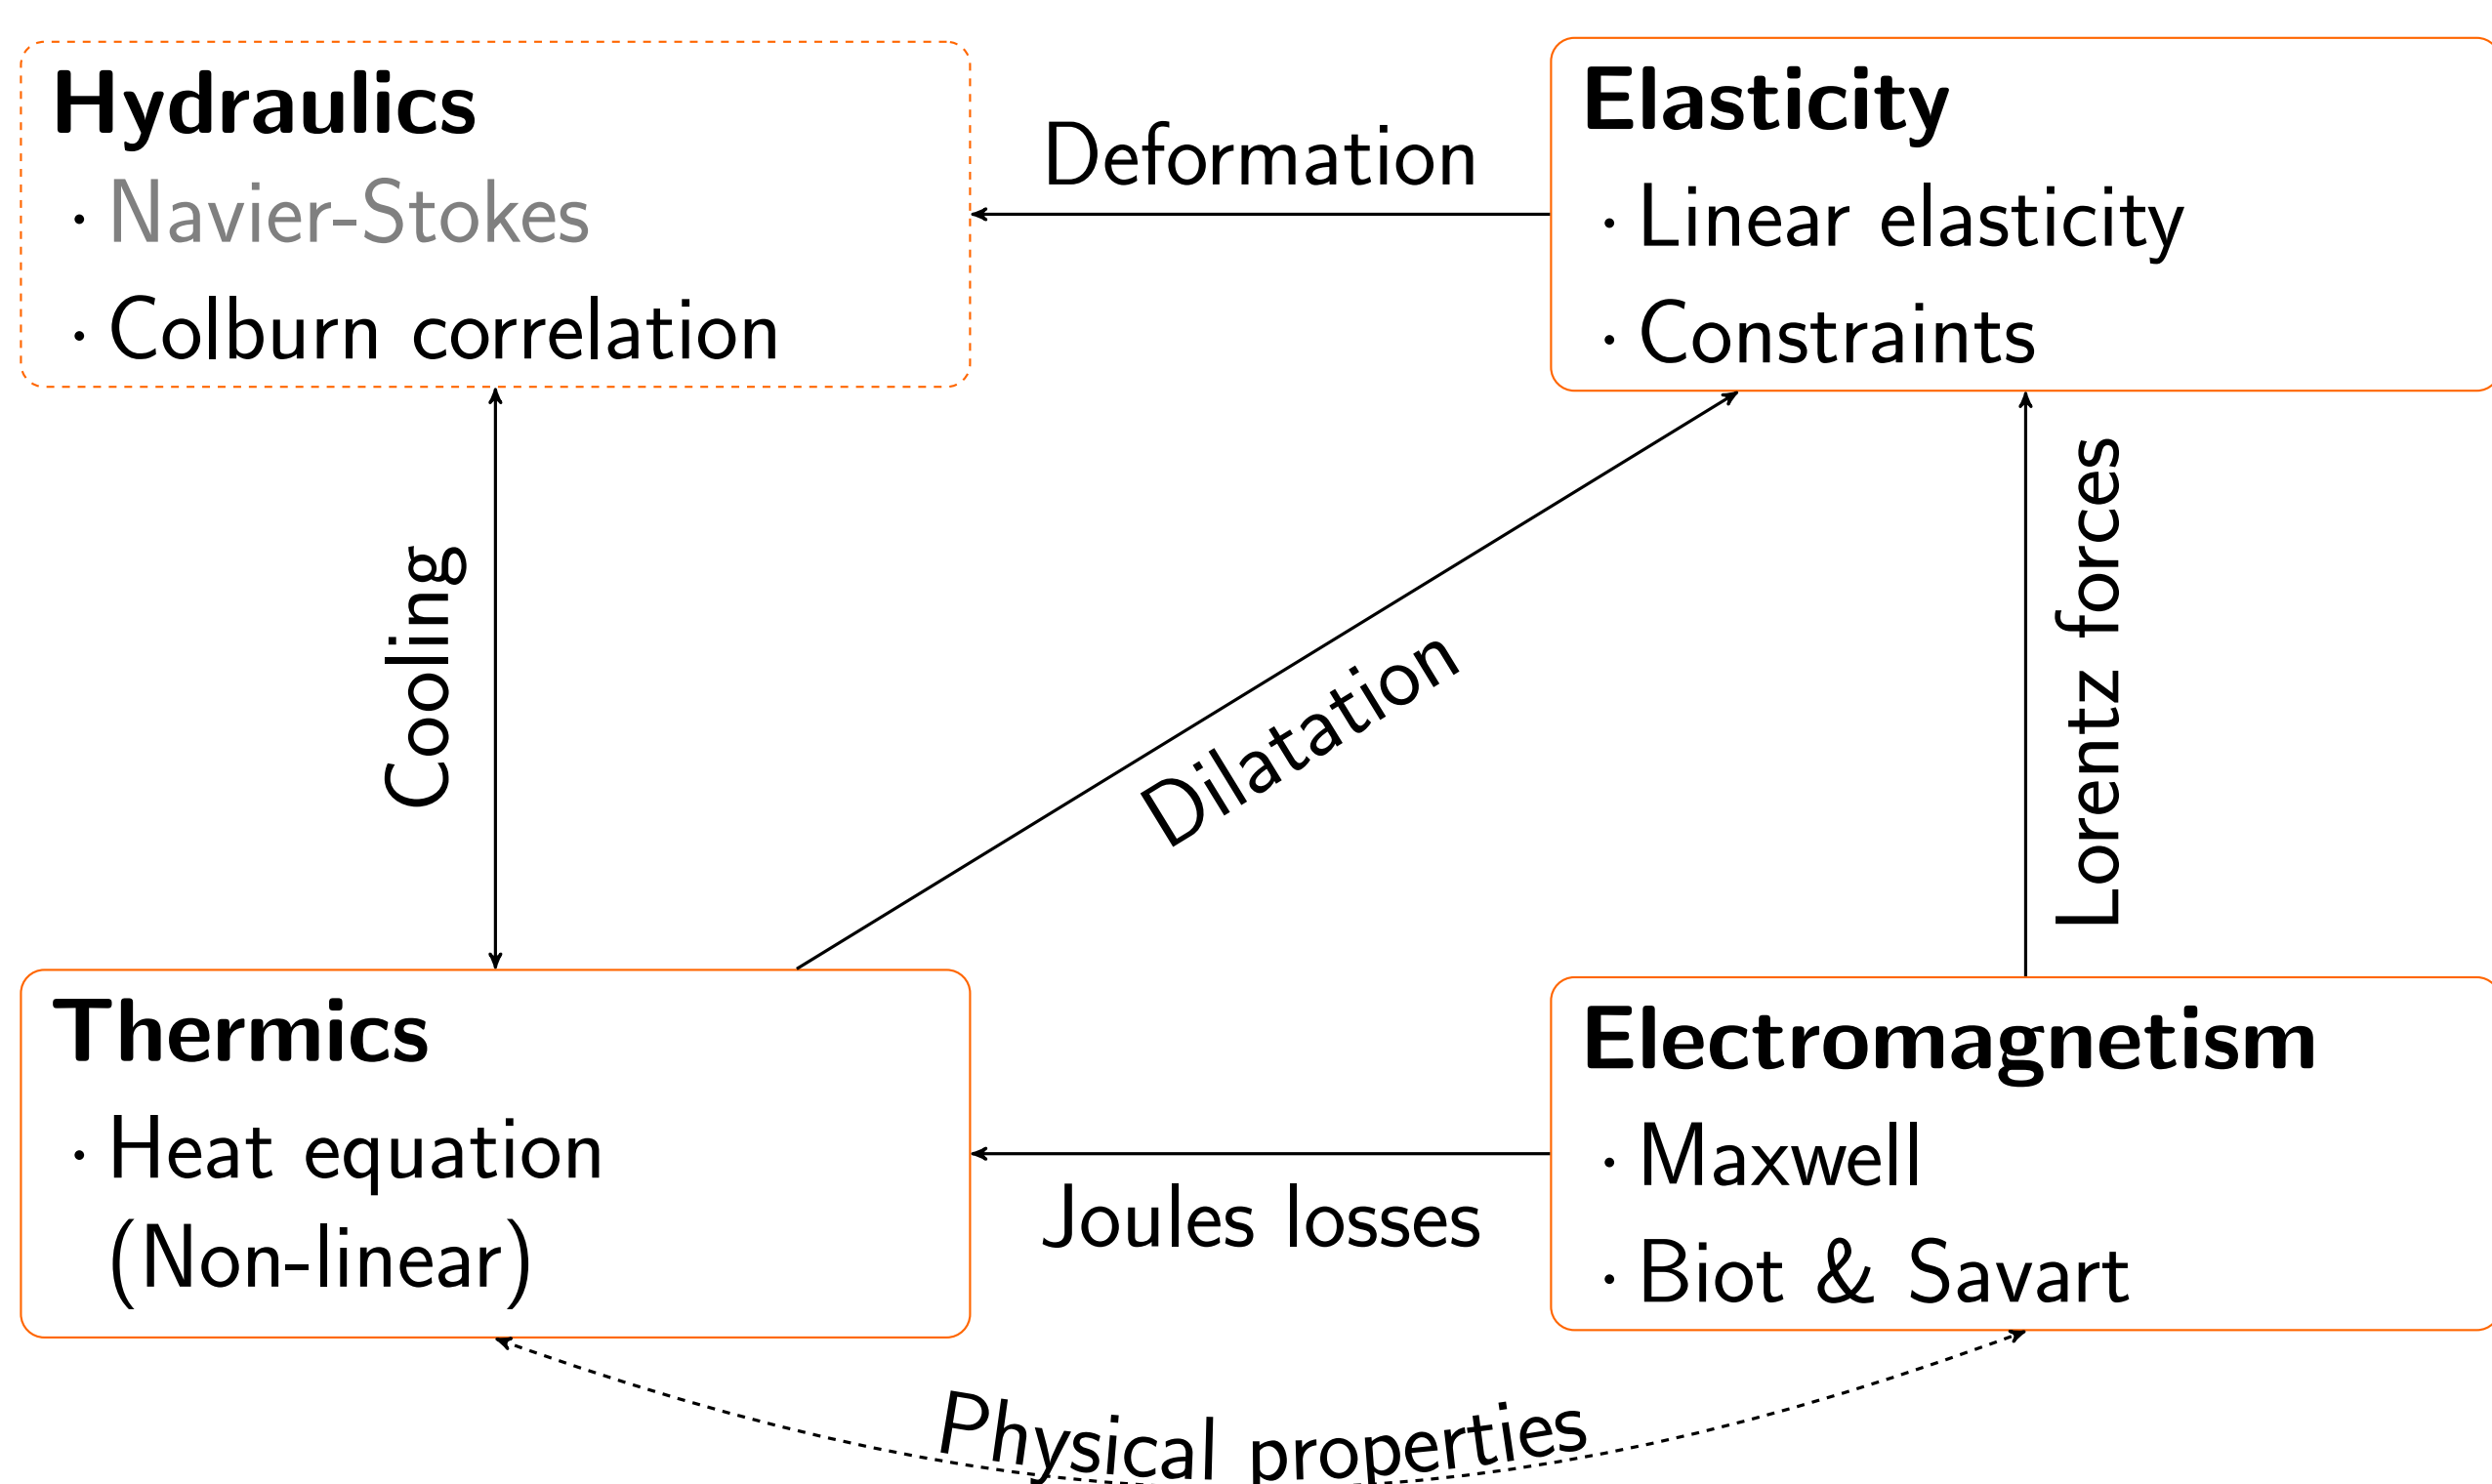 Hydraulics
· Navier-Stokes
· Colburn correlation
Deformation
Elasticity
· Linear elasticity
· Constraints
Cooling
Dilatation
Lorentz forces
Thermics
· Heat equation
(Non-linear)
Joules losses
Electromagnetism
· Maxwell
· Biot & Savart
Physical properties